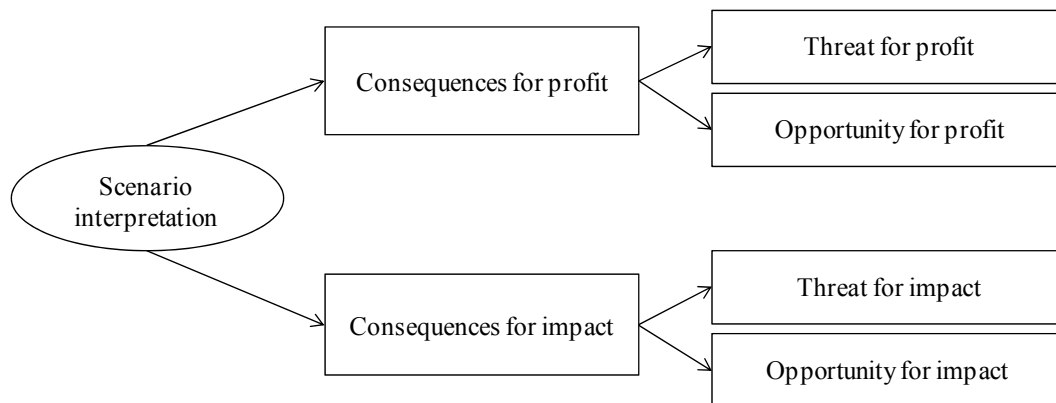 Threat for profit
Consequences for profit
Opportunity for profit
Scenario
interpretation
Threat for impact
Consequences for impact
Opportunity for impact